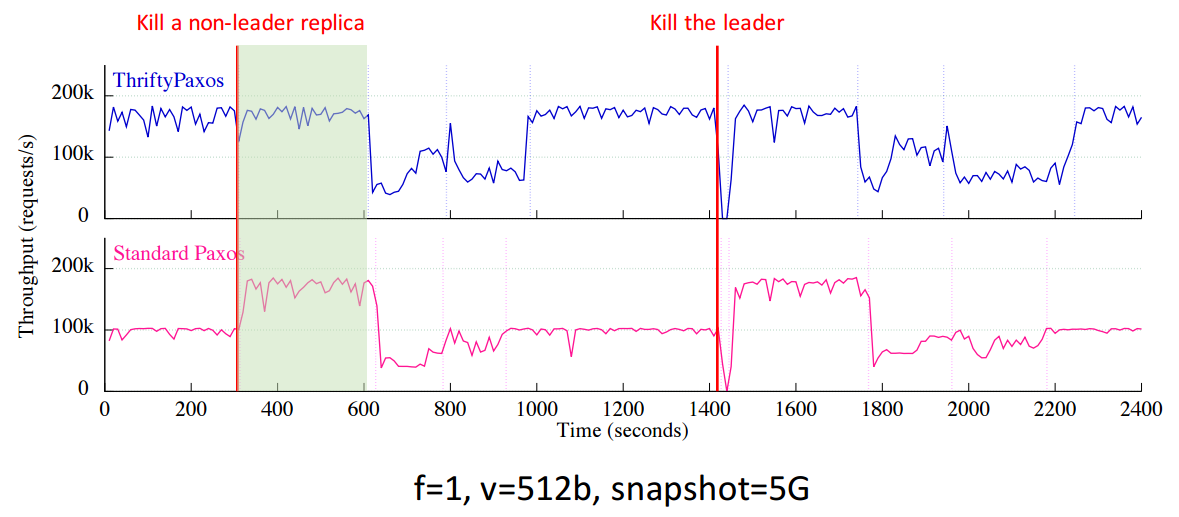 Kill a non-leader replica
Kill the leader
ThriftyPaxos
200k
100k
0
Standard Paxos
200k
100k
0
Throughput (requests/s)
0 200 400 600 800 1000 1200 1400 1600 1800 2000 2200 2400
Time (seconds)
f=1, v=512b, snapshot=5G